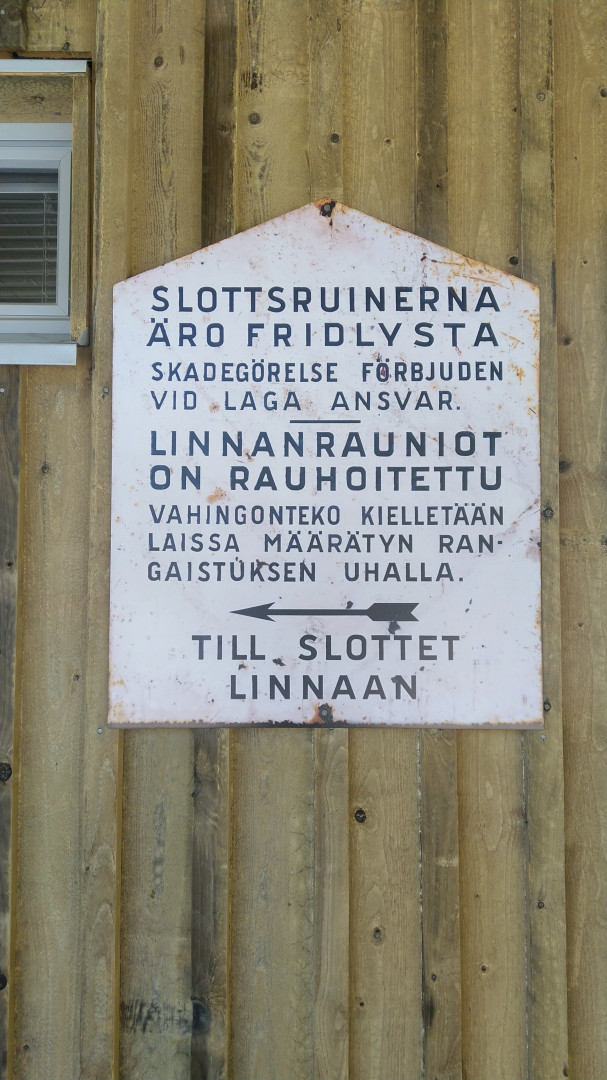 SLOTTSRUINERNA
ÄRO FRIDLYSTA
SKADEGÖRELSE FÖRBJUDEN
VID LAGA ANSVAR.
LINNANRAUNIOT
ON RAUHOITETTU
VAHINGONTEKO KIELLETÄÄN
LAISSA MÄÄRÄTYN RAN-
GAISTUKSEN UHALLA.
TILL SLOTTET
LINNAAN